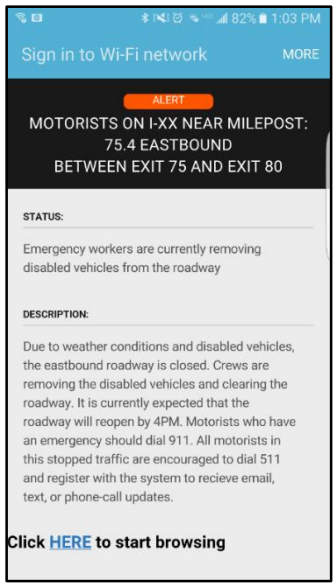 82% 1:03 PM
Sign in to Wi-Fi network MORE
ALERT
MOTORISTS ON I-XX NEAR MILEPOST:
75.4 EASTBOUND
BETWEEN EXIT 75 AND EXIT 80
STATUS:
Emergency workers are currently removing
disabled vehicles from the roadway
DESCRIPTION:
Due to weather conditions and disabled vehicles,
the eastbound roadway is closed. Crews are
removing the disabled vehicles and clearing the
roadway. It is currently expected that the
roadway will reopen by 4PM. Motorists who have
an emergency should dial 911. All motorists in
this stopped traffic are encouraged to dial 511
and register with the system to recieve email,
text, or phone-call updates.
Click HERE to start browsing